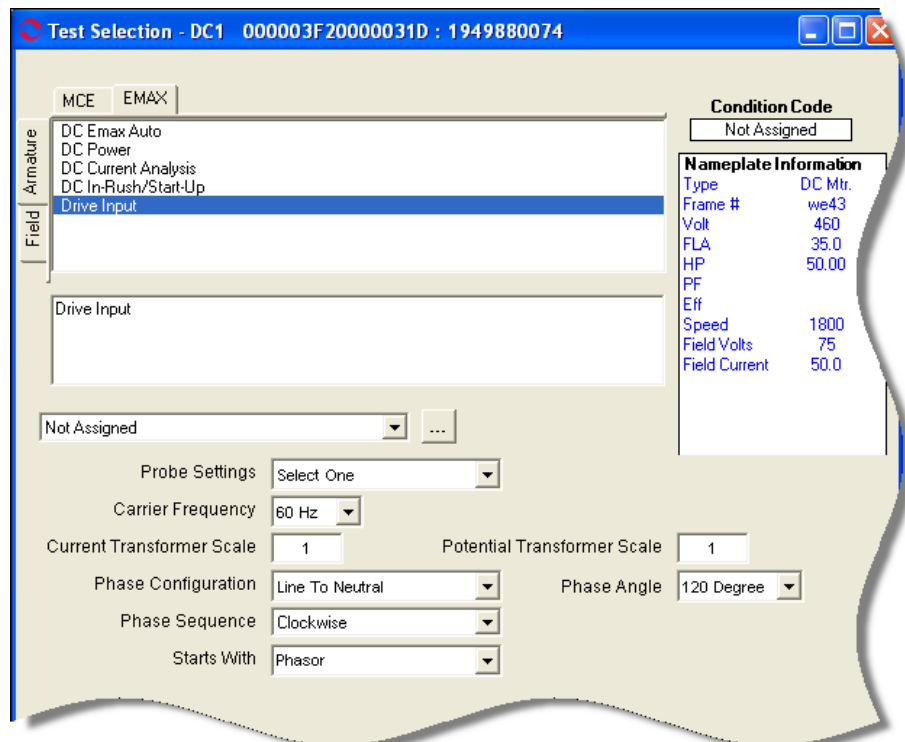 Test Selection - DC1 000003F20000031D : 1949880074
MCE EMAX
Armature
Field
DC Emax Auto
DC Power
DC Current Analysis
DC In-Rush/Start-Up
Drive Input
Drive Input
Condition Code
Not Assigned
Nameplate Information
Type DC Mtr.
Frame # we43
Volt 460
FLA 35.0
HP 50.00
PF
Eff
Speed 1800
Field Volts 75
Field Current 50.0
Not Assigned ...
Probe Settings Select One
Carrier Frequency 60 Hz
Current Transformer Scale 1 Potential Transformer Scale 1
Phase Configuration Line To Neutral Phase Angle 120 Degree
Phase Sequence Clockwise
Starts With Phasor